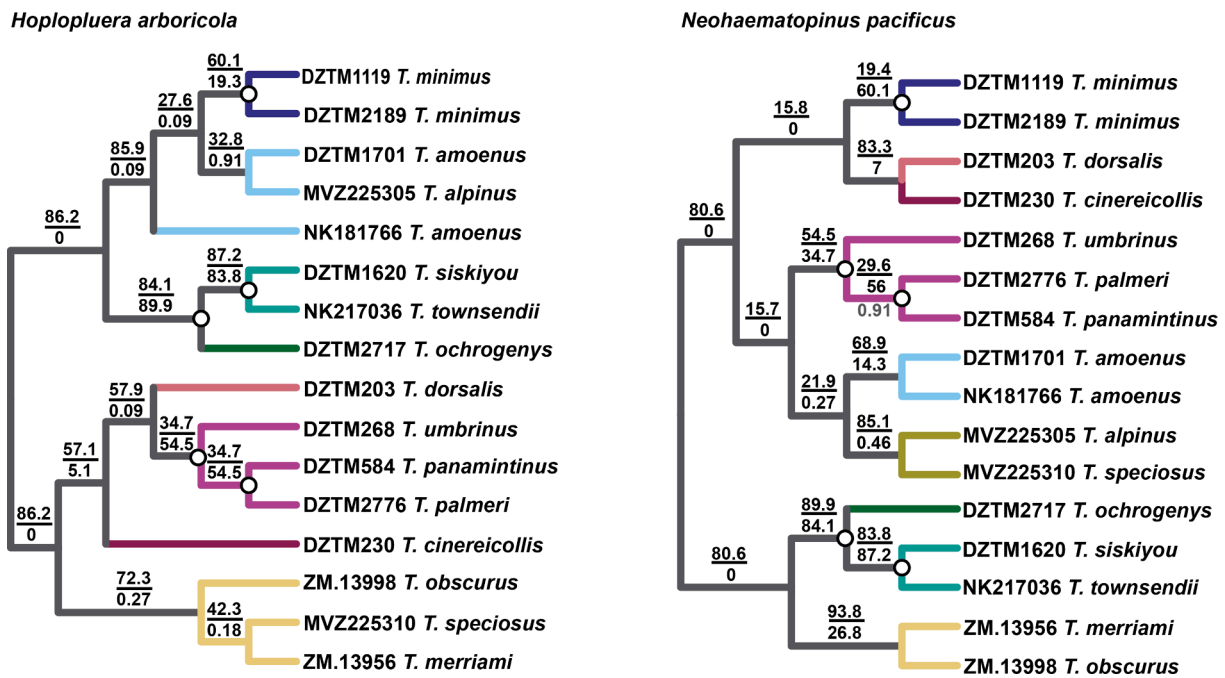 Hoplopluera arboricola
60.1
19.3
DZTM1119 T. minimus
27.6
0.09
DZTM2189 T. minimus
85.9
0.09
32.8
0.91
DZTM1701 T. amoenus
MVZ225305 T. alpinus
86.2
0
NK181766 T. amoenus
87.2
83.8
DZTM1620 T. siskiyou
84.1
89.9
NK217036 T. townsendii
DZTM2717 T. ochrogenys
57.9
0.09
DZTM203 T. dorsalis
34.7
54.5
DZTM268 T. umbrinus
57.1
5.1
34.7
54.5
DZTM584 T. panamintinus
DZTM2776 T. palmeri
86.2
0
DZTM230 T. cinereicollis
72.3
0.27
ZM.13998 T. obscurus
42.3
0.18
MVZ225310 T. speciosus
ZM.13956 T. merriami
Neohaematopinus pacificus
19.4
60.1
DZTM1119 T. minimus
15.8
0
DZTM2189 T. minimus
83.3
7
DZTM203 T. dorsalis
DZTM230 T. cinereicollis
80.6
0
54.5
34.7
DZTM268 T. umbrinus
29.6
56
0.91
DZTM2776 T. palmeri
DZTM584 T. panamintinus
15.7
0
68.9
14.3
DZTM1701 T. amoenus
NK181766 T. amoenus
21.9
0.27
85.1
0.46
MVZ225305 T. alpinus
MVZ225310 T. speciosus
89.9
84.1
DZTM2717 T. ochrogenys
83.8
87.2
DZTM1620 T. siskiyou
NK217036 T. townsendii
80.6
0
93.8
26.8
ZM.13956 T. merriami
ZM.13998 T. obscurus